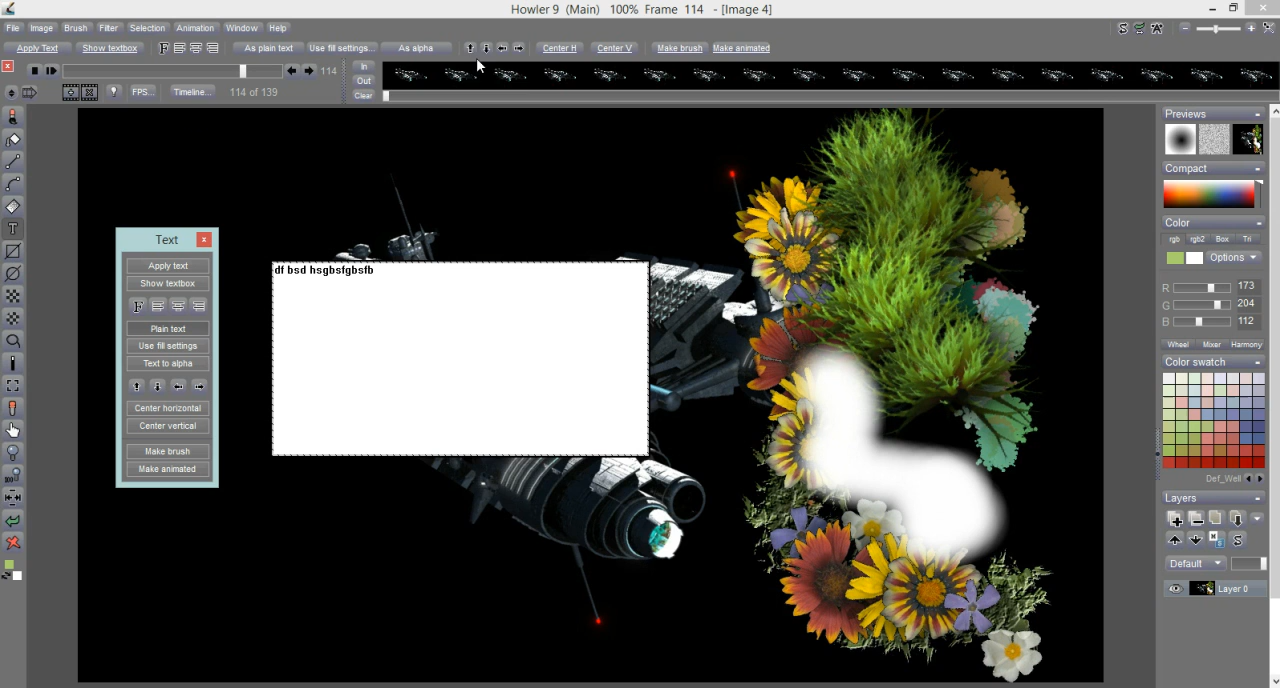 Howler 9 (Main) 100% Frame 114 - [Image 4]
File Image Brush Filter Selection Animation Window Help
Apply Text Show textbox F As plain text Use fill settings... As alpha Center H Center V Make brush Make animated
114
In
Out
Clear
FPS... Timeline... 114 of 139
Text
Apply text
Show textbox
F
Plain text
Use fill settings
Text to alpha
Center horizontal
Center vertical
Make brush
Make animated
df bsd hsgbsfgbsfb
Previews
Compact
Color
rgb rgb2 Box Tri
Options
R 173
G 204
B 112
Wheel Mixer Harmony
Color swatch
Def_Well
Layers
Default
Layer 0